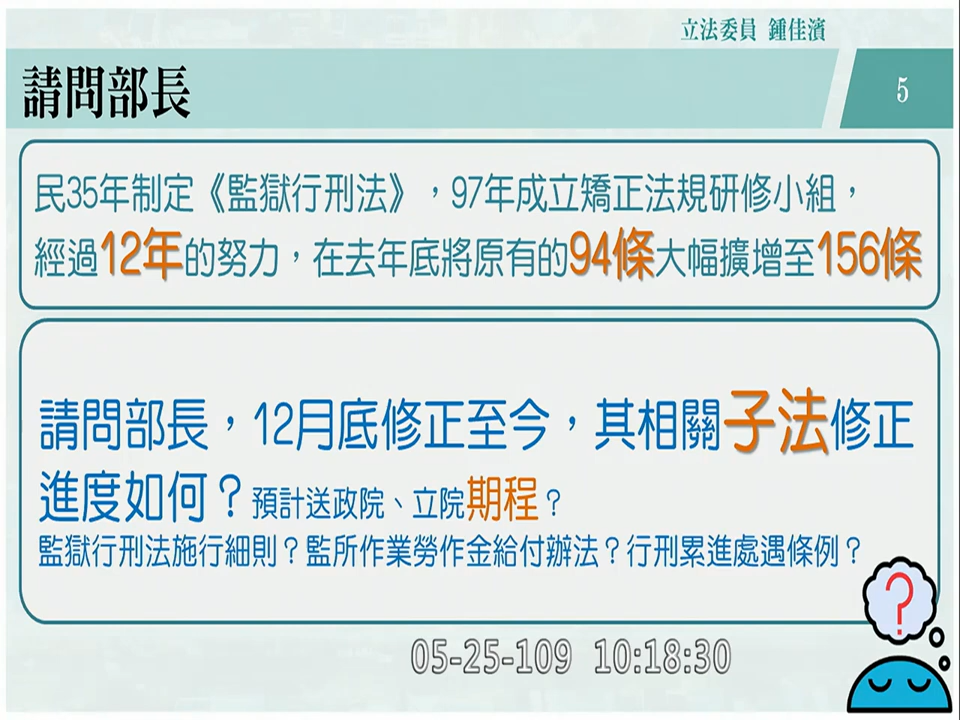 立法委員 鍾佳濱
請問部長
5
民35年制定《監獄行刑法》，97年成立矯正法規研修小組，
經過12年的努力，在去年底將原有的94條大幅擴增至156條
請問部長，12月底修正至今，其相關子法修正
進度如何？預計送政院、立院期程？
監獄行刑法施行細則？監所作業勞作金給付辦法？行刑累進處遇條例？
?
05-25-109 10:18:30